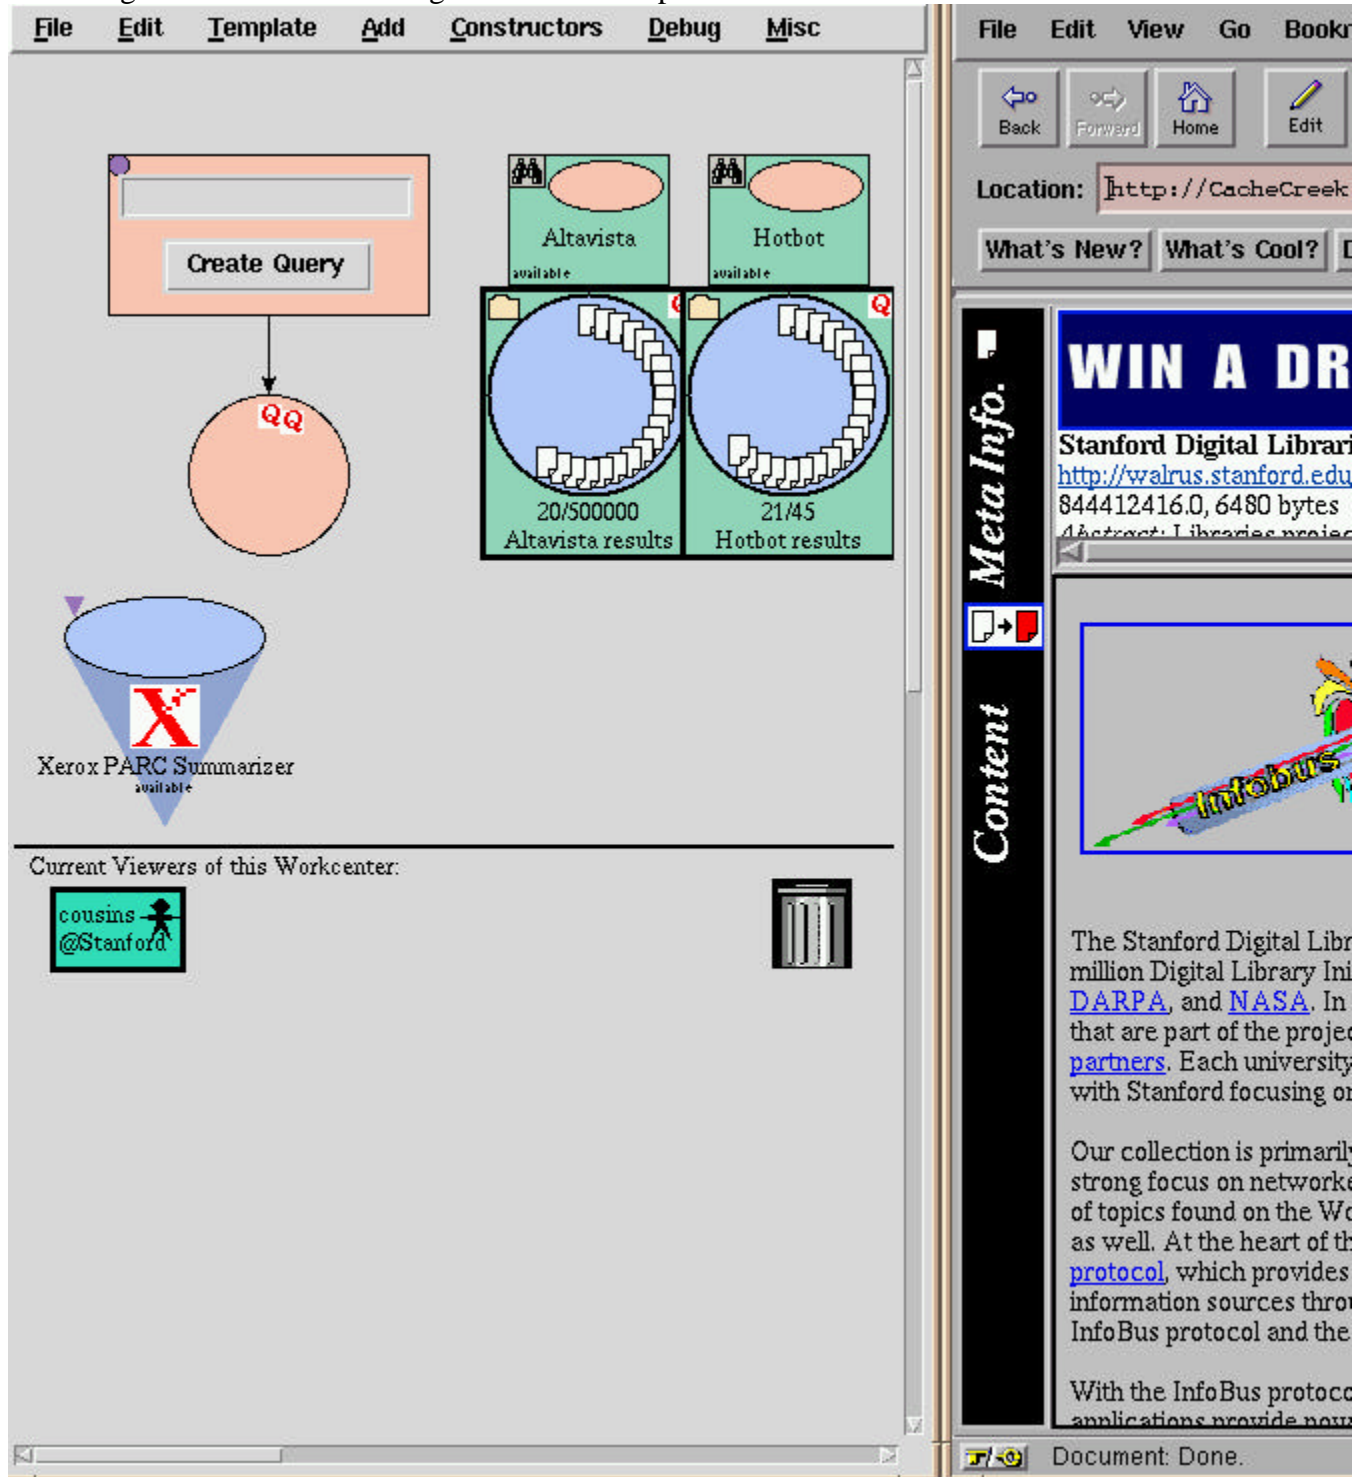 File Edit Template Add Constructors Debug Misc
Create Query
Q Q
Altavista
available
Hotbot
available
Q
20/500000
Altavista results
Q
21/45
Hotbot results
X
Xerox PARC Summarizer
available
Current Viewers of this Workcenter:
cousins
@Stanford
File Edit View Go
Back Forward Home Edit
Location: http://CacheCreek
What's New? What's Cool?
Meta Info.
Content
WIN A DR
Stanford Digital Librari
http://walrus.stanford.edu
844412416.0, 6480 bytes
Abstract: Libraries projec
Infobus
The Stanford Digital Libr
million Digital Library Ini
DARPA, and NASA. In
that are part of the projec
partners. Each university
with Stanford focusing on
Our collection is primarily
strong focus on networke
of topics found on the Wo
as well. At the heart of th
protocol, which provides
information sources throu
InfoBus protocol and the
With the InfoBus protoco
applications provide
Document: Done.